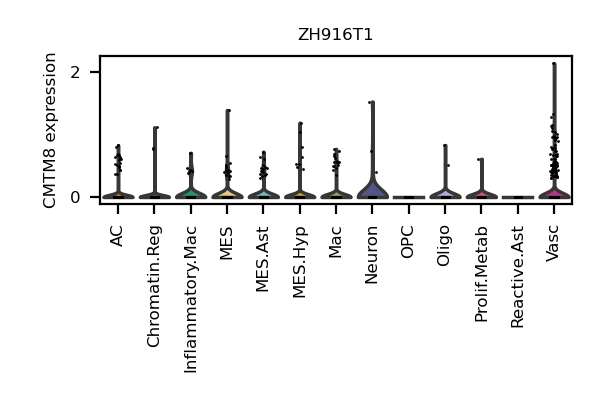 ZH916T1
CMTM8 expression
2
0
AC
Chromatin.Reg
Inflammatory.Mac
MES
MES.Ast
MES.Hyp
Mac
Neuron
OPC
Oligo
Prolif.Metab
Reactive.Ast
Vasc